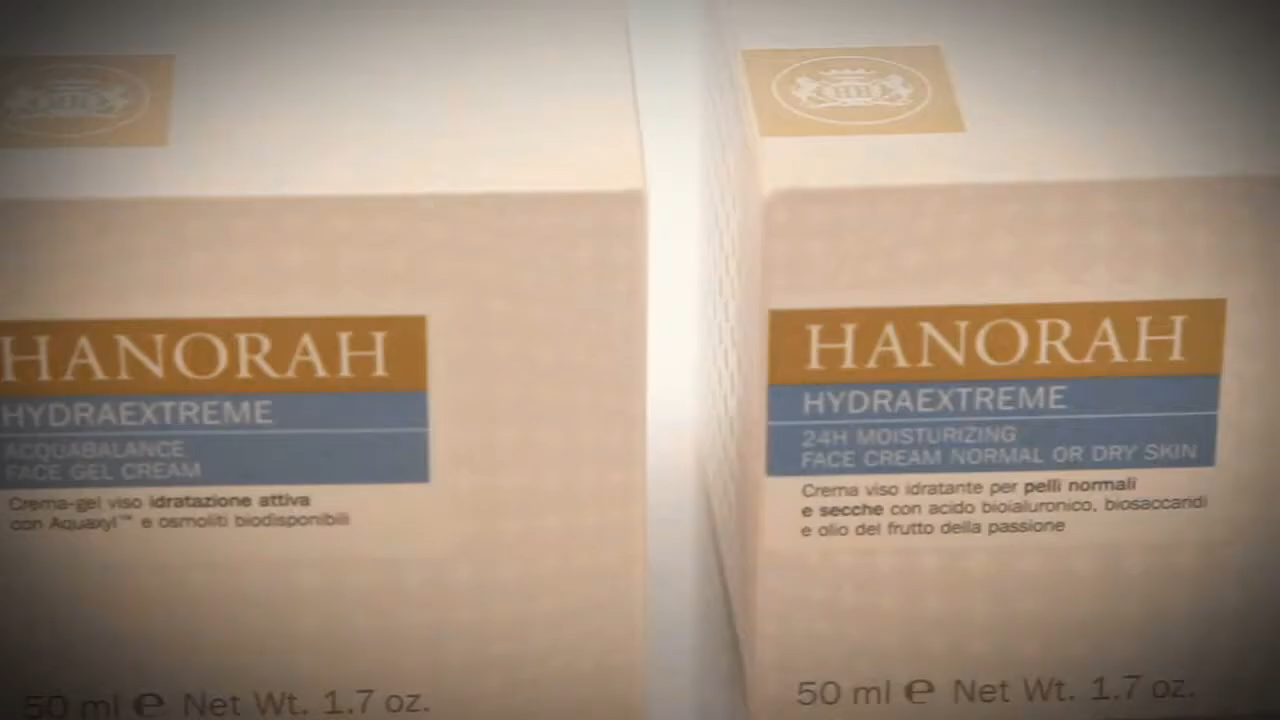 HANORAH
HYDRAEXTREME
ACQUABALANCE
FACE GEL CREAM
Crema-gel viso idratazione attiva
con Aquaxyl™ e osmoliti biodisponibili
50 ml ℮ Net Wt. 1.7 oz.
HANORAH
HYDRAEXTREME
24H MOISTURIZING
FACE CREAM NORMAL OR DRY SKIN
Crema viso idratante per pelli normali
e secche con acido bioialuronico, biosaccaridi
e olio del frutto della passione
50 ml ℮ Net Wt. 1.7 oz.